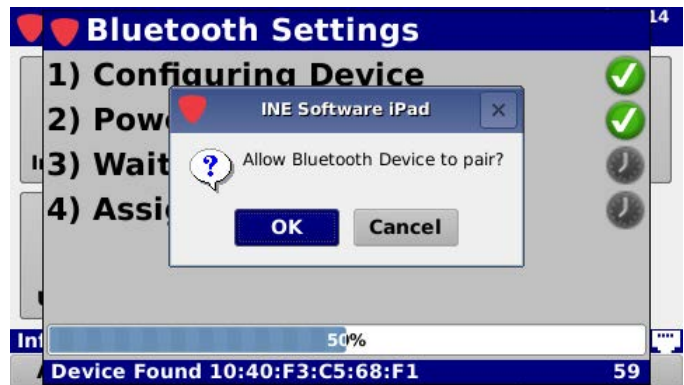 14
Bluetooth Settings
1) Configuring Device
2) Pow
3) Wait
4) Assi
INE Software iPad
Allow Bluetooth Device to pair?
OK Cancel
50%
Inf
Device Found 10:40:F3:C5:68:F1 59